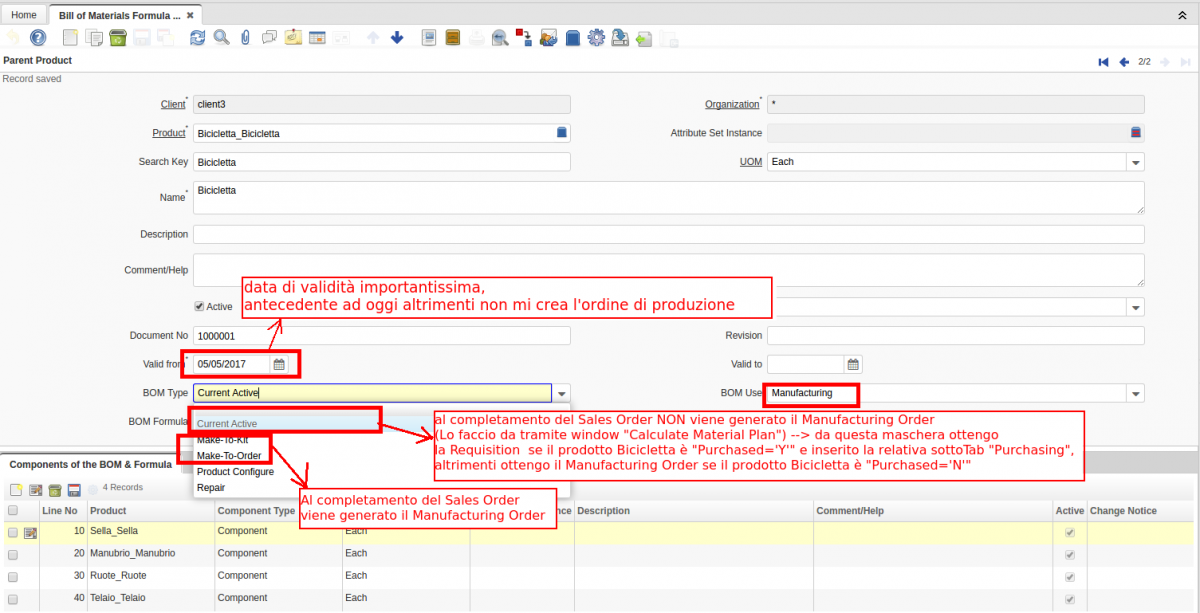 Home
Bill of Materials Formula ...
Parent Product
2/2
Record saved
Client* client3
Organization* *
Product* Bicicletta_Bicicletta
Attribute Set Instance
Search Key Bicicletta
UOM Each
Name* Bicicletta
Description
Comment/Help
data di validità importantissima,
antecedente ad oggi altrimenti non mi crea l'ordine di produzione
Active
Document No 1000001
Revision
Valid from* 05/05/2017
Valid to
BOM Type Current Active
BOM Use Manufacturing
BOM Formula
Current Active
Make-To-Kit
Make-To-Order
Product Configure
Repair
al completamento del Sales Order NON viene generato il Manufacturing Order
(Lo faccio da tramite window "Calculate Material Plan") --> da questa maschera ottengo
la Requisition se il prodotto Bicicletta è "Purchased='Y'" e inserito la relativa sottoTab "Purchasing",
altrimenti ottengo il Manufacturing Order se il prodotto Bicicletta è "Purchased='N'"
Al completamento del Sales Order
viene generato il Manufacturing Order
Components of the BOM & Formula
4 Records
Line No Product Component Type Description Comment/Help Active Change Notice
10 Sella_Sella Component Each
20 Manubrio_Manubrio Component Each
30 Ruote_Ruote Component Each
40 Telaio_Telaio Component Each